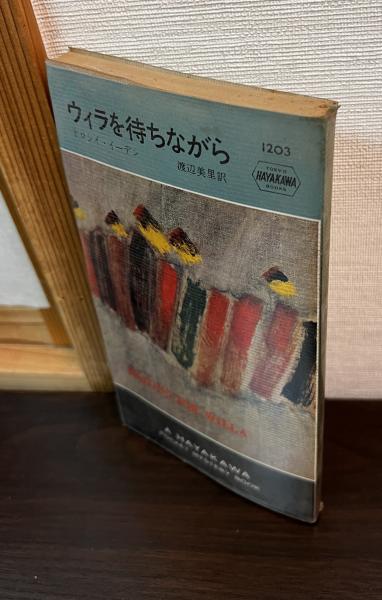 ウィラを待ちながら
ドロシイ・イーデン
渡辺美里訳
1203
TOKYO
HAYAKAWA
BOOKS
WAITING FOR WILLA
A HAYAKAWA
POCKET MYSTERY BOOK